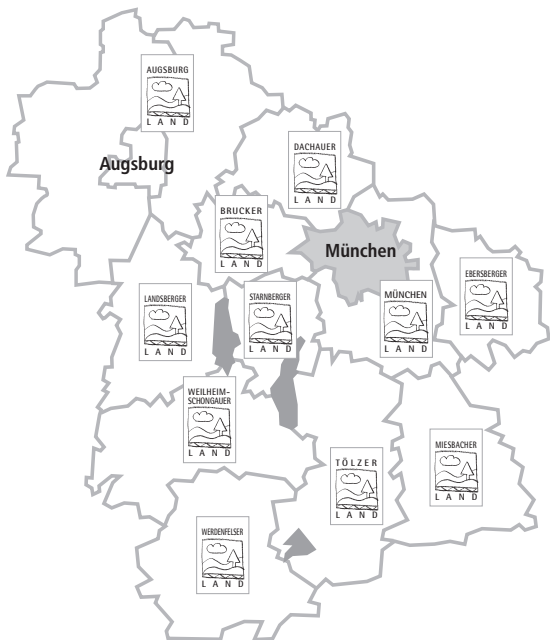 AUGSBURG
LAND
Augsburg
DACHAUER
LAND
BRUCKER
LAND
München
EBERSBERGER
LAND
LANDSBERGER
LAND
STARNBERGER
LAND
MÜNCHEN
LAND
WEILHEIM-
SCHONGAUER
LAND
MIESBACHER
LAND
TÖLZER
LAND
WERDENFELSER
LAND